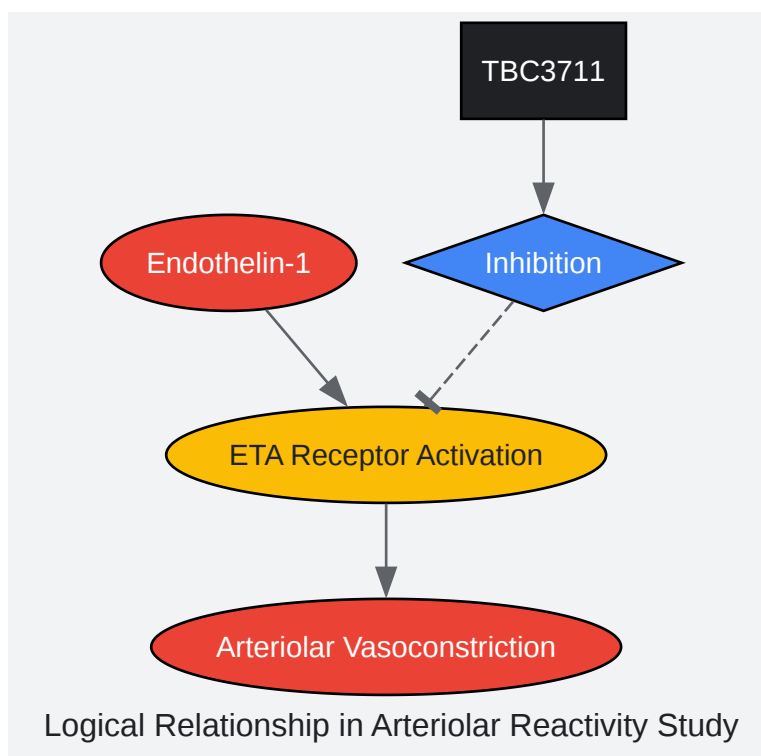 TBC3711
Endothelin-1
Inhibition
ETA Receptor Activation
Arteriolar Vasoconstriction
Logical Relationship in Arteriolar Reactivity Study